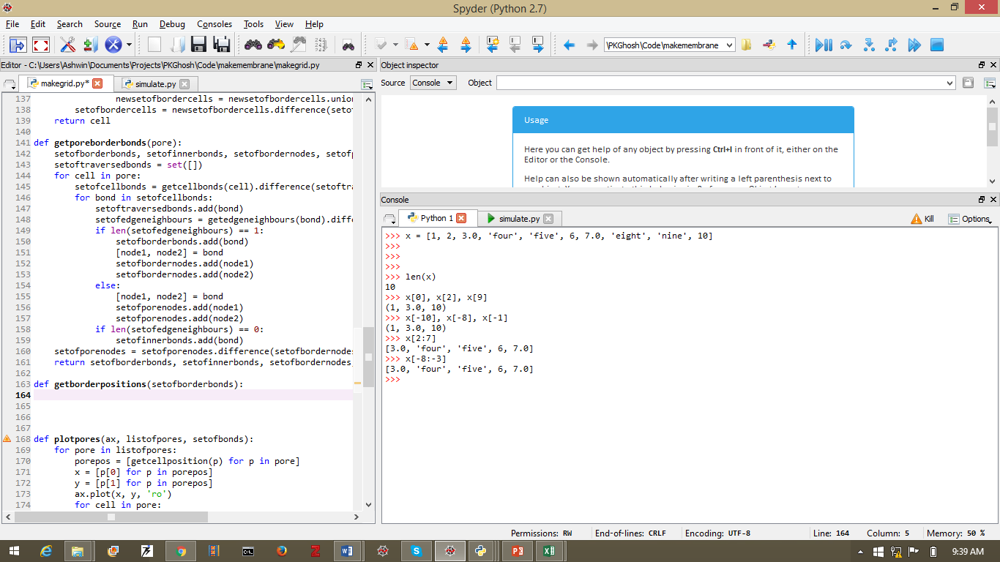 Spyder (Python 2.7)
File Edit Search Source Run Debug Consoles Tools View Help
\PKGhosh\Code\makemembrane
Editor - C:\Users\Ashwin\Documents\Projects\PKGhosh\Code\makemembrane\makegrid.py
makegrid.py* simulate.py
137 newsetofbordercells = newsetofbordercells.union
138 setofbordercells = newsetofbordercells.difference(seto
139 return cell
140
141 def getporeborderbonds(pore):
142 setofborderbonds, setofinnerbonds, setofbordernodes, setofp
143 setoftraversedbonds = set([])
144 for cell in pore:
145 setofcellbonds = getcellbonds(cell).difference(setoftra
146 for bond in setofcellbonds:
147 setoftraversedbonds.add(bond)
148 setofedgeneighbours = getedgeneighbours(bond).diffe
149 if len(setofedgeneighbours) == 1:
150 setofborderbonds.add(bond)
151 [node1, node2] = bond
152 setofbordernodes.add(node1)
153 setofbordernodes.add(node2)
154 else:
155 [node1, node2] = bond
156 setofporenodes.add(node1)
157 setofporenodes.add(node2)
158 if len(setofedgeneighbours) == 0:
159 setofinnerbonds.add(bond)
160 setofporenodes = setofporenodes.difference(setofbordernodes
161 return setofborderbonds, setofinnerbonds, setofbordernodes,
162
163 def getborderpositions(setofborderbonds):
164
165
166
167
168 def plotpores(ax, listofpores, setofbonds):
169 for pore in listofpores:
170 porepos = [getcellposition(p) for p in pore]
171 x = [p[0] for p in porepos]
172 y = [p[1] for p in porepos]
173 ax.plot(x, y, 'ro')
174 for cell in pore:
Object inspector
Source Console Object
Usage
Here you can get help of any object by pressing Ctrl+I in front of it, either on the
Editor or the Console.
Help can also be shown automatically after writing a left parenthesis next to
Console
Python 1 simulate.py Kill Options
>>> x = [1, 2, 3.0, 'four', 'five', 6, 7.0, 'eight', 'nine', 10]
>>>
>>>
>>>
>>> len(x)
10
>>> x[0], x[2], x[9]
(1, 3.0, 10)
>>> x[-10], x[-8], x[-1]
(1, 3.0, 10)
>>> x[2:7]
[3.0, 'four', 'five', 6, 7.0]
>>> x[-8:-3]
[3.0, 'four', 'five', 6, 7.0]
>>>
Permissions: RW End-of-lines: CRLF Encoding: UTF-8 Line: 164 Column: 5 Memory: 50 %
9:39 AM